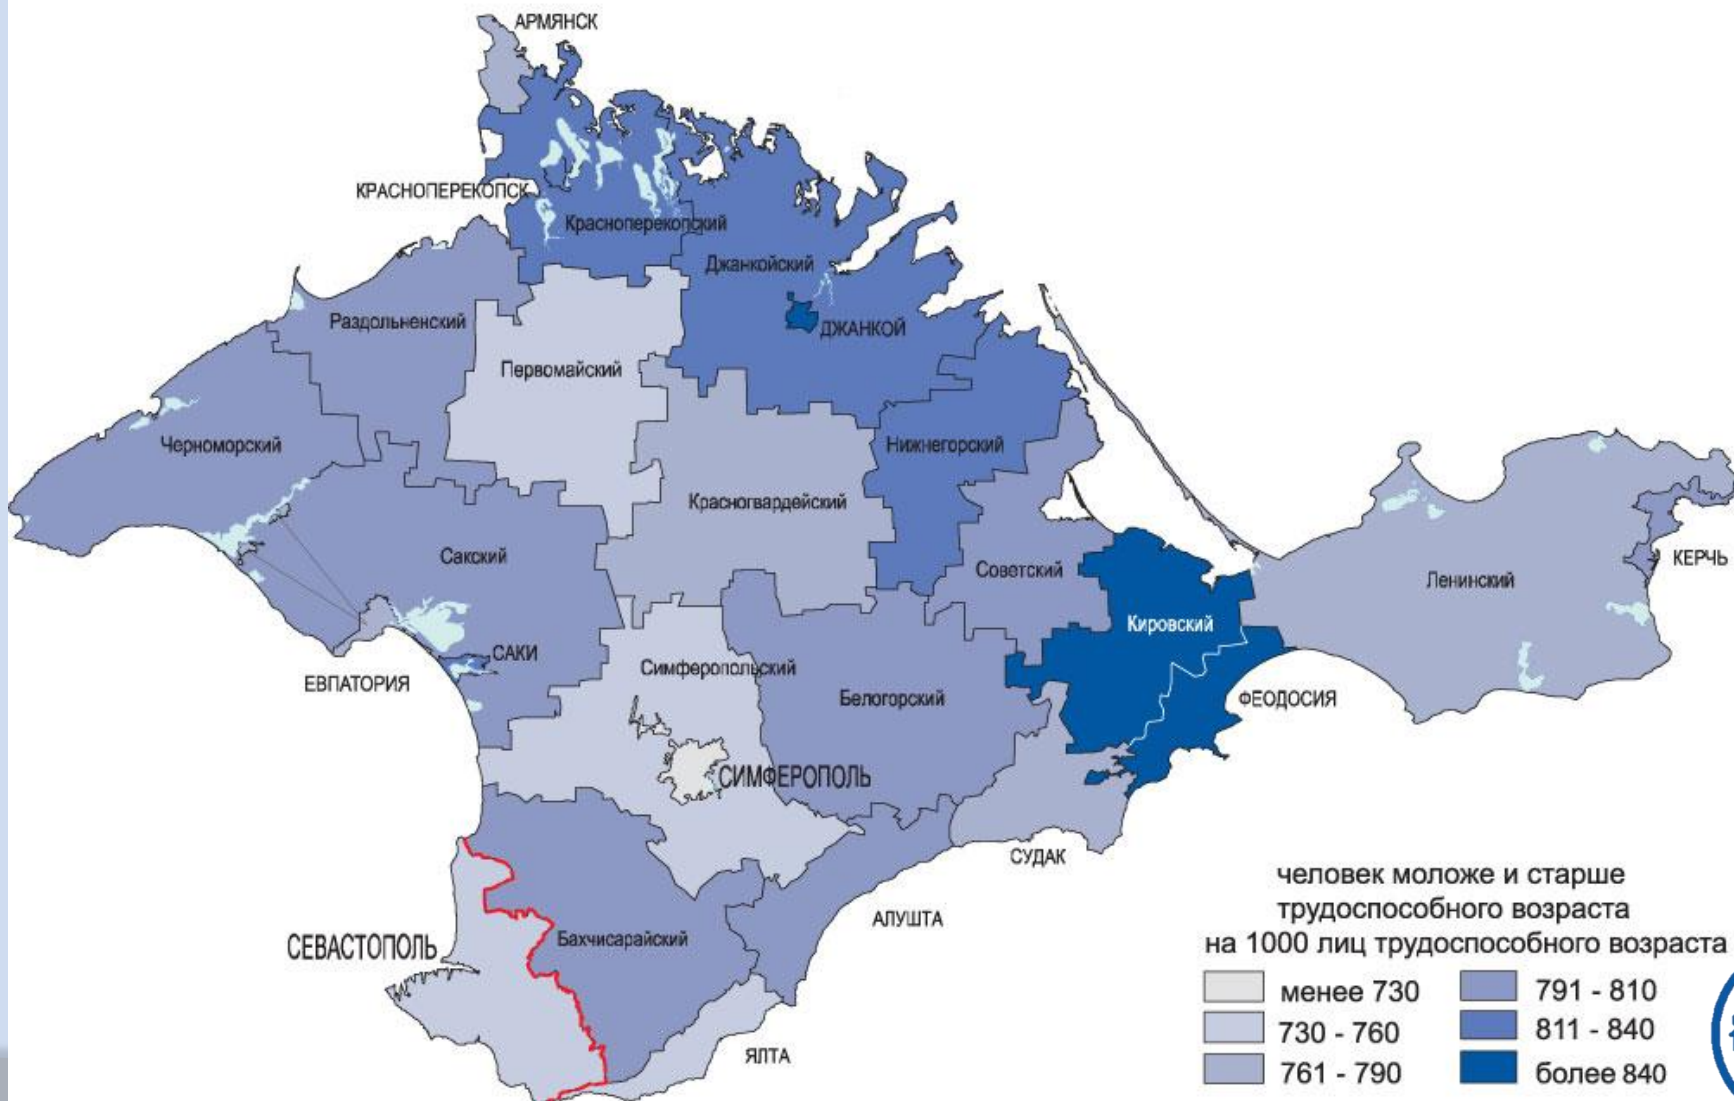 АРМЯНСК
КРАСНОПЕРЕКОПСК
Красноперекопский
Джанкойский
Раздольненский
ДЖАНКОЙ
Первомайский
Черноморский
Нижнегорский
Красногвардейский
Сакский
Советский
Ленинский
КЕРЧЬ
Кировский
САКИ
ЕВПАТОРИЯ
Симферопольский
Белогорский
ФЕОДОСИЯ
СИМФЕРОПОЛЬ
СУДАК
АЛУШТА
СЕВАСТОПОЛЬ
Бахчисарайский
ЯЛТА
человек моложе и старше
трудоспособного возраста
на 1000 лиц трудоспособного возраста
менее 730
730 - 760
761 - 790
791 - 810
811 - 840
более 840